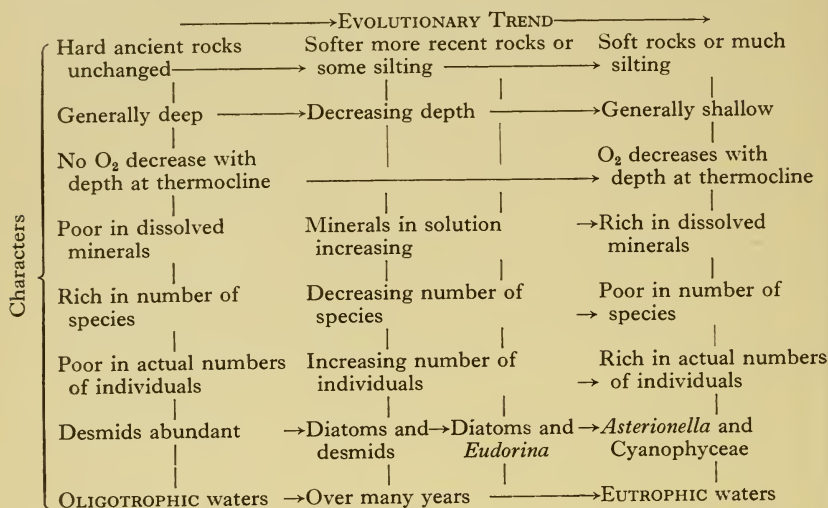 EVOLUTIONARY TREND
Hard ancient rocks Softer more recent rocks or Soft rocks or much
unchanged some silting silting
Generally deep Decreasing depth Generally shallow
No O₂ decrease with O₂ decreases with
depth at thermocline depth at thermocline
Poor in dissolved Minerals in solution Rich in dissolved
minerals increasing minerals
Rich in number of Decreasing number of Poor in number of
species species species
Poor in actual numbers Increasing number of Rich in actual numbers
of individuals individuals of individuals
Desmids abundant Diatoms and Diatoms and Asterionella and
desmids Eudorina Cyanophyceae
OLIGOTROPHIC waters Over many years EUTROPHIC waters
Characters